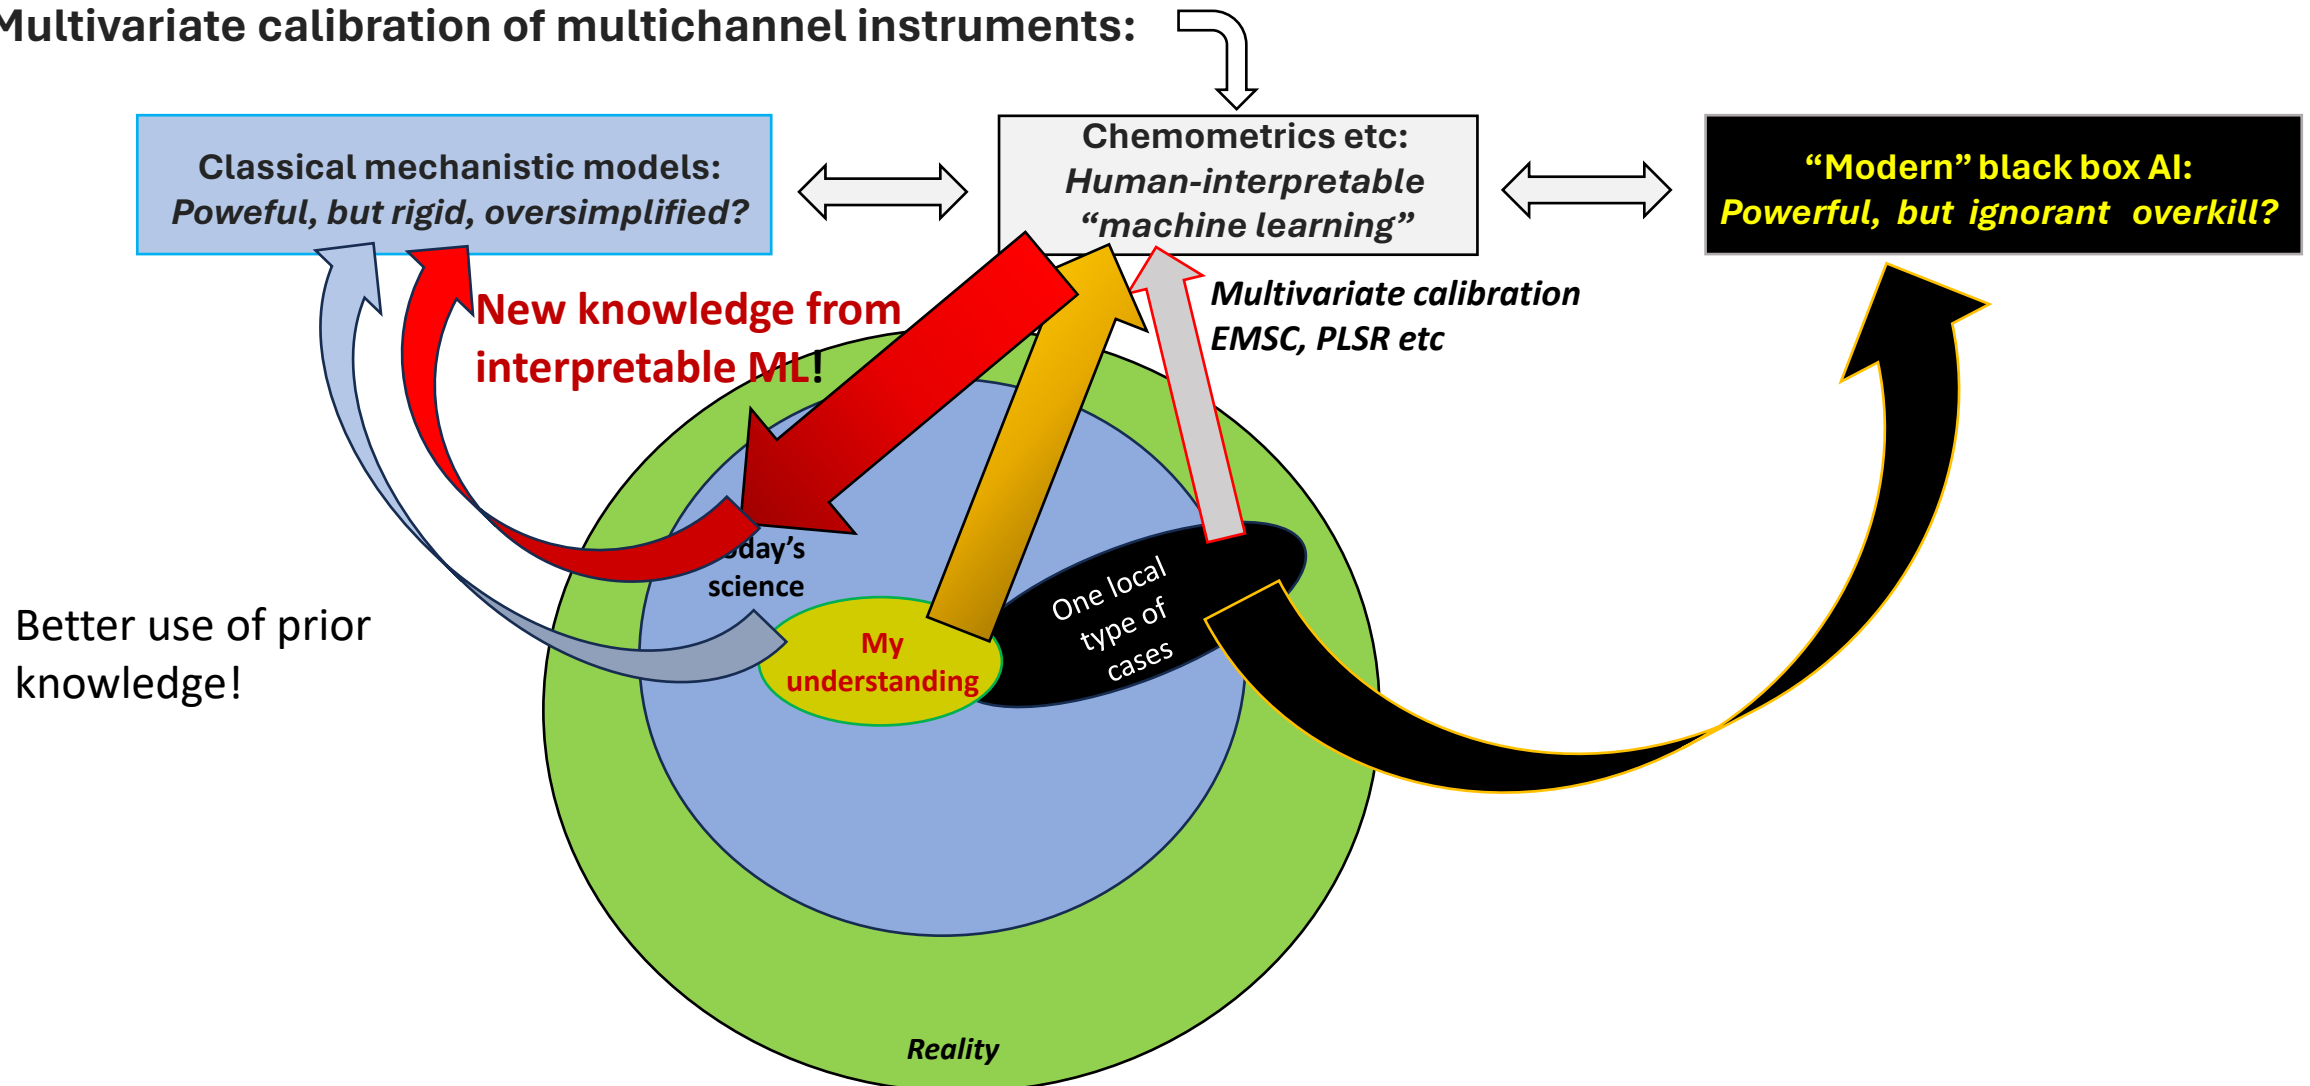 Multivariate calibration of multichannel instruments:
Classical mechanistic models:
Poweful, but rigid, oversimplified?
Chemometrics etc:
Human-interpretable
“machine learning”
“Modern” black box AI:
Powerful, but ignorant overkill?
New knowledge from
interpretable ML!
Multivariate calibration
EMSC, PLSR etc
Today’s
science
Better use of prior
knowledge!
My
understanding
One local
type of
cases
Reality